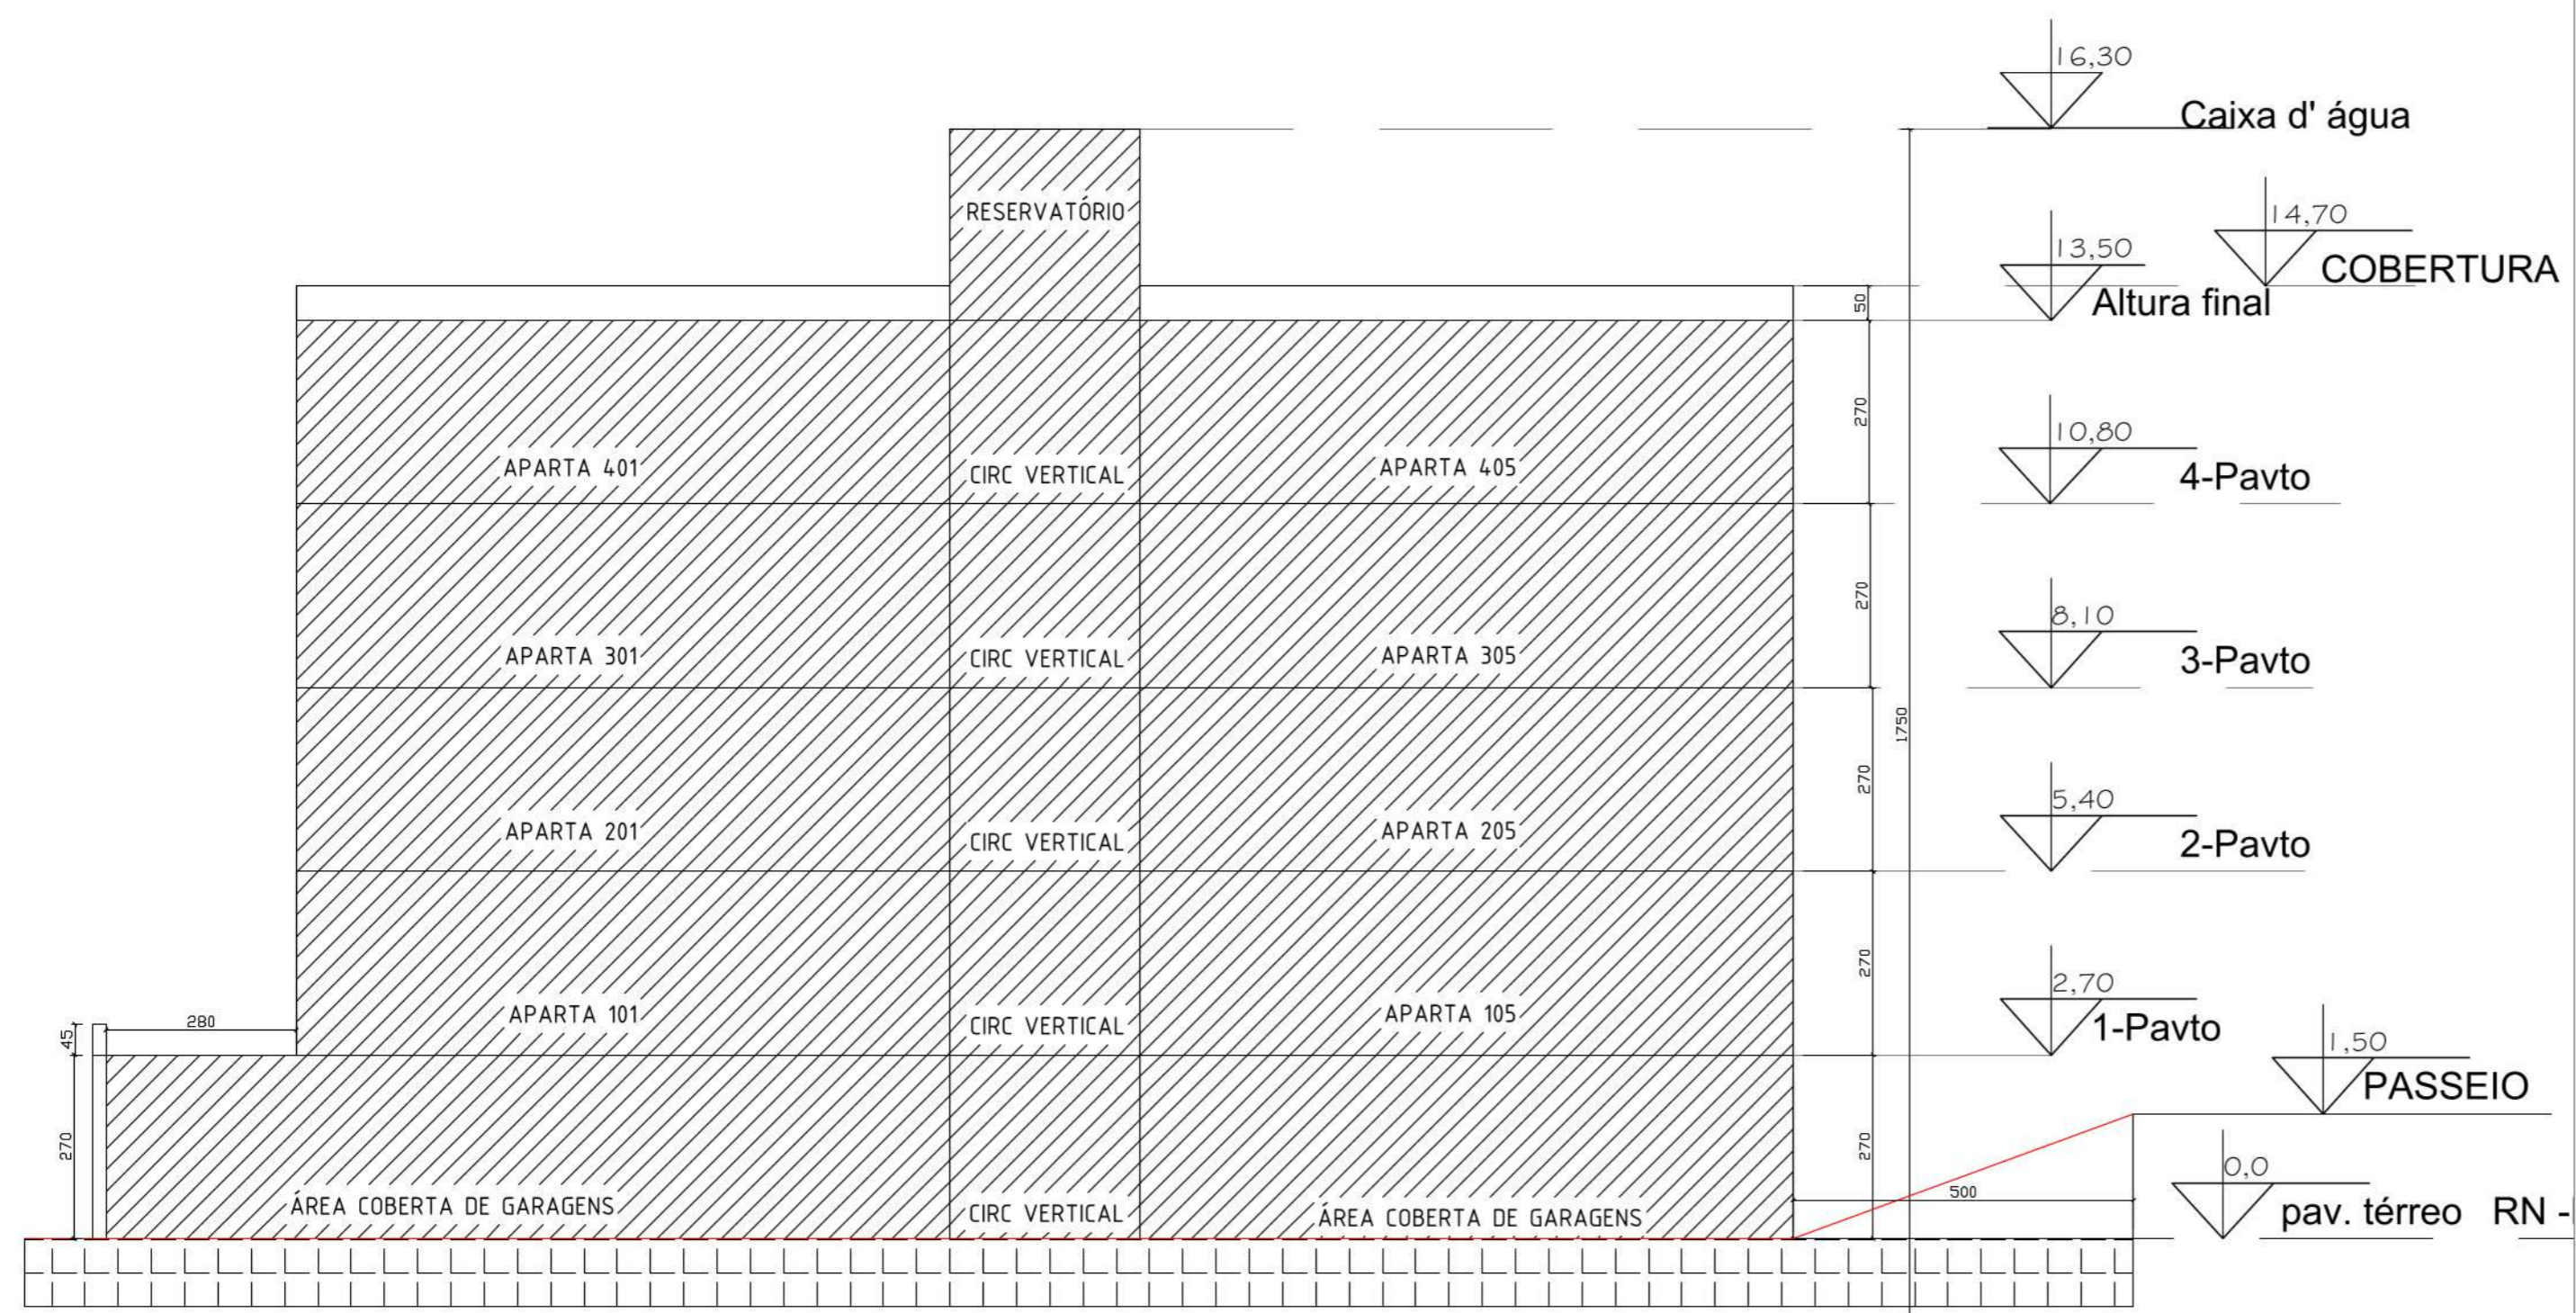 16,30
Caixa d' água
RESERVATÓRIO
14,70
COBERTURA
13,50
Altura final
50
270
10,80
4-Pavto
APARTA 401
CIRC VERTICAL
APARTA 405
270
8,10
3-Pavto
APARTA 301
CIRC VERTICAL
APARTA 305
1750
270
5,40
2-Pavto
APARTA 201
CIRC VERTICAL
APARTA 205
270
2,70
1-Pavto
APARTA 101
CIRC VERTICAL
APARTA 105
280
45
1,50
PASSEIO
270
270
0,0
pav. térreo RN -
500
ÁREA COBERTA DE GARAGENS
CIRC VERTICAL
ÁREA COBERTA DE GARAGENS